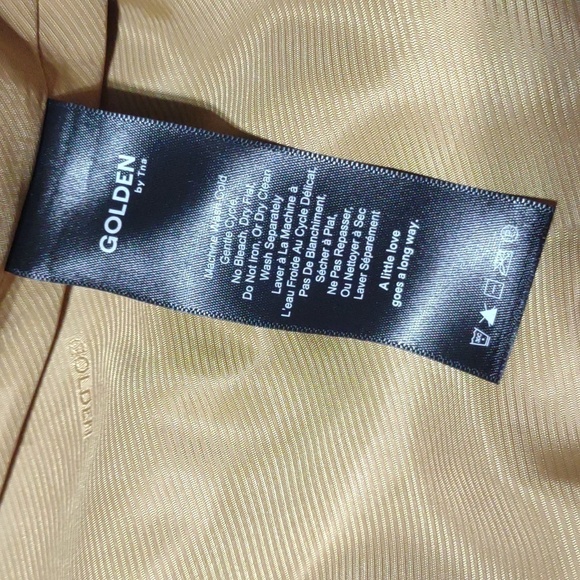 GOLDEN
by Tna
Machine Wash Cold
Gentle Cycle,
No Bleach, Dry Flat,
Do Not Iron, Or Dry Clean
Wash Separately
Laver à La Machine à
L'eau Froide Au Cycle Délicat,
Pas De Blanchiment,
Sécher à Plat,
Ne Pas Repasser,
Ou Nettoyer à Sec
Laver Séparément
A little love
goes a long way.
GOLDEN